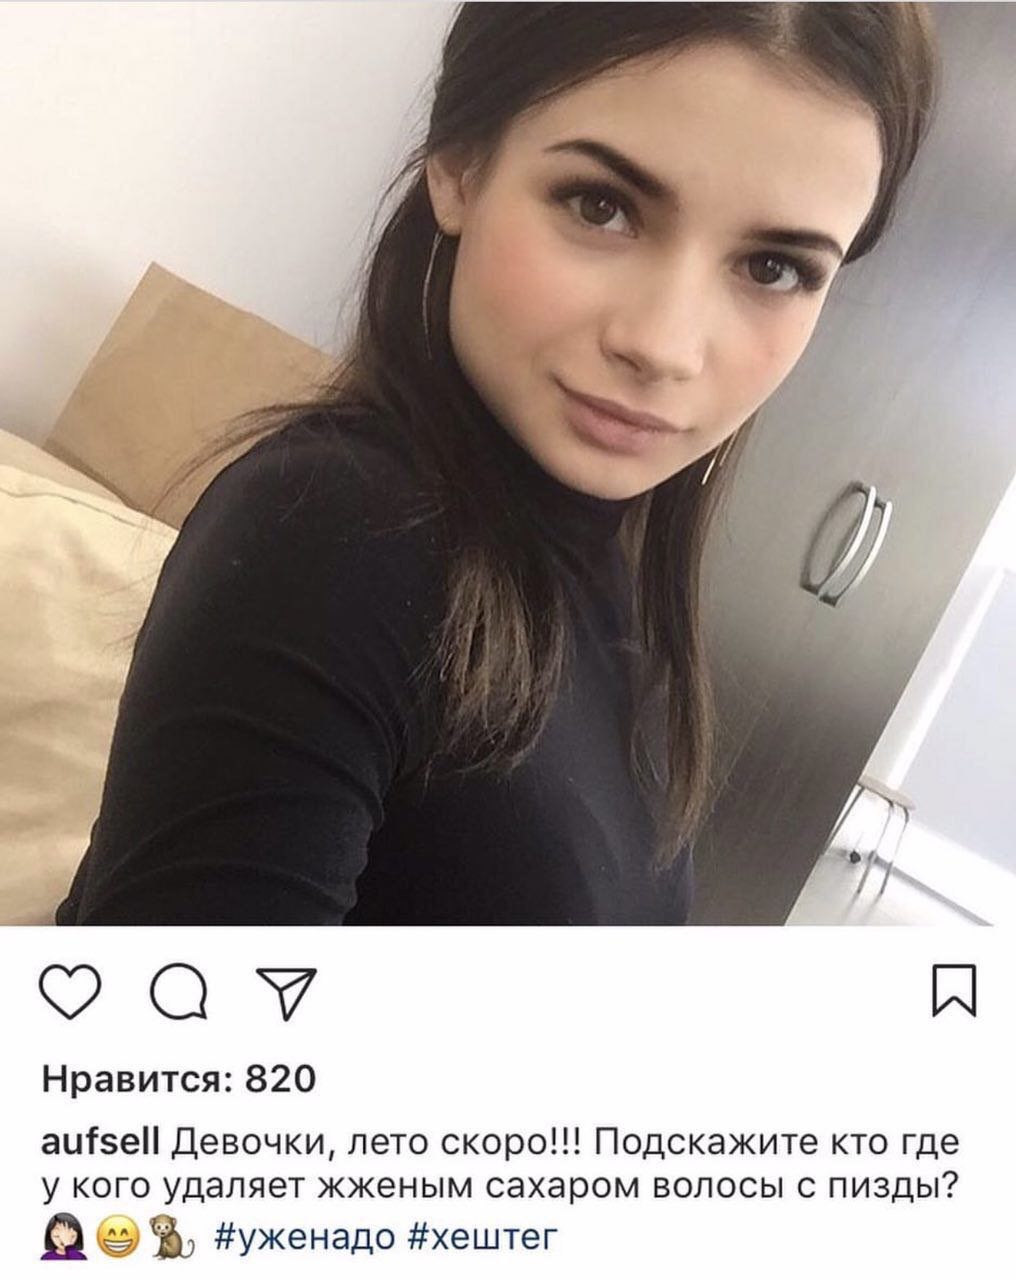 Нравится: 820
aufsell Девочки, лето скоро!!! Подскажите кто где
у кого удаляет жженым сахаром волосы с пизды?
🤦🏻‍♀️😁🐒 #уженадо #хештег